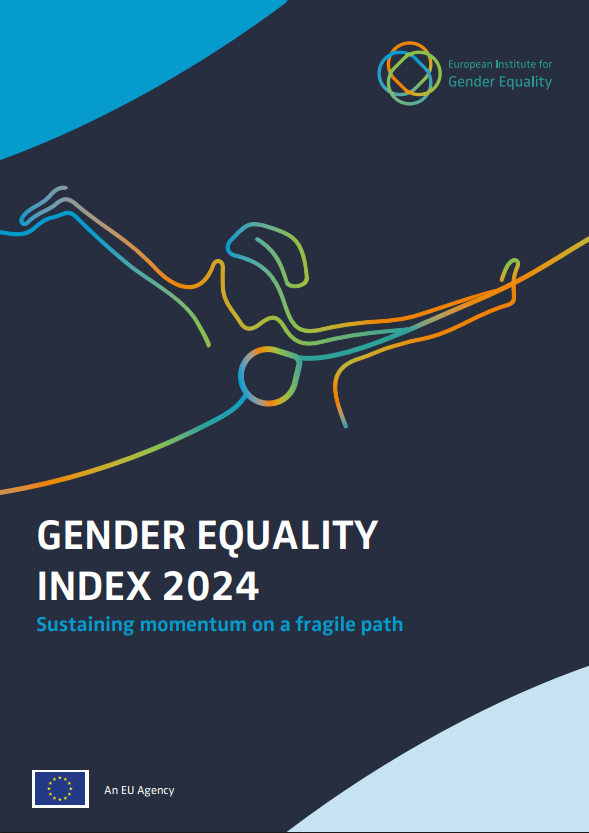 European Institute for
Gender Equality
GENDER EQUALITY
INDEX 2024
Sustaining momentum on a fragile path
An EU Agency